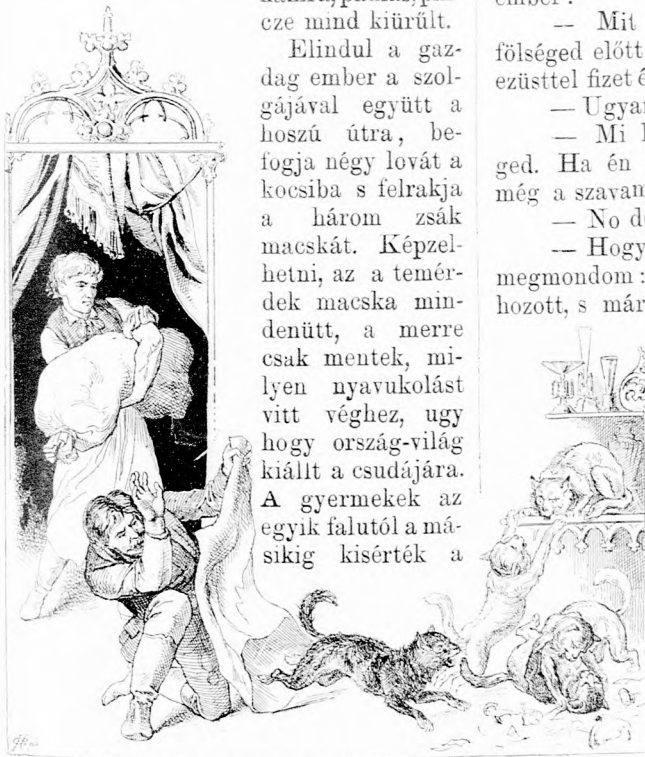 cze mind kiürűlt.
Elindul a gaz-
dag ember a szol-
gájával együtt a
hoszú útra, be-
fogja négy lovát a
kocsiba s felrakja
a három zsák
macskát. Képzel-
hetni, az a temér-
dek macska min-
denütt, a merre
csak mentek, mi-
lyen nyavukolást
vitt véghez, ugy
hogy ország-világ
kiállt a csudájára.
A gyermekek az
egyik falutól a má-
sikig kisérték a
ember :
— Mit
fölséged előtt
ezüsttel fizet é
— Ugyan
— Mi
ged. Ha én
még a szavam
— No d
— Hogy
megmondom :
hozott, s már